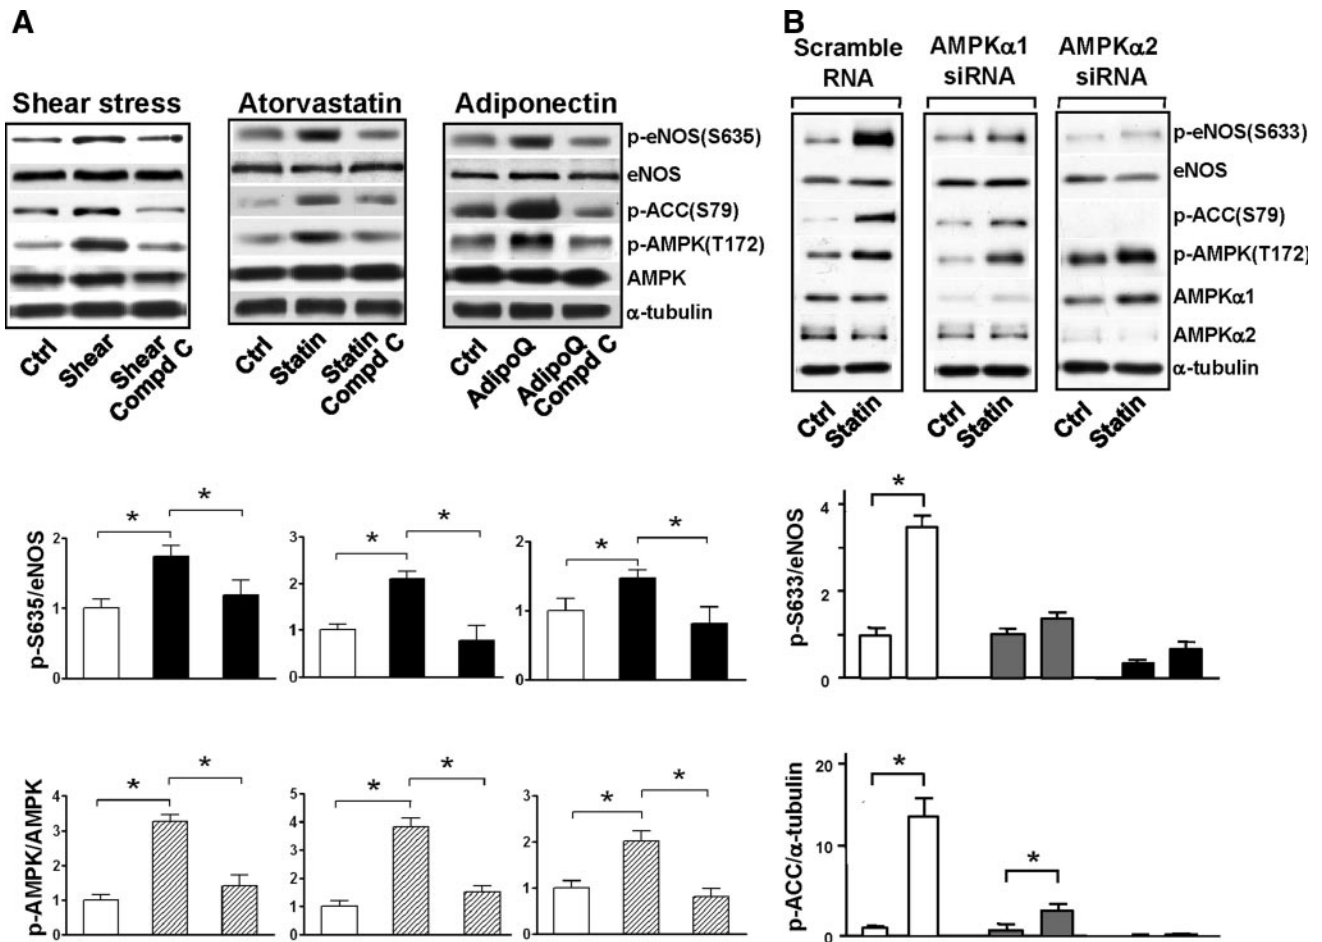 A
Shear stress
Atorvastatin
Adiponectin
p-eNOS(S635)
eNOS
p-ACC(S79)
p-AMPK(T172)
AMPK
α-tubulin
Ctrl
Shear
Shear
Compd C
Ctrl
Statin
Statin
Compd C
Ctrl
AdipoQ
AdipoQ
Compd C
p-S635/eNOS
2
1
0
*
*
3
2
1
0
*
*
2
1
0
*
*
p-AMPK/AMPK
4
3
2
1
0
*
*
5
4
3
2
1
0
*
*
3
2
1
0
*
*
B
Scramble
RNA
AMPKα1
siRNA
AMPKα2
siRNA
p-eNOS(S633)
eNOS
p-ACC(S79)
p-AMPK(T172)
AMPKα1
AMPKα2
α-tubulin
Ctrl
Statin
Ctrl
Statin
Ctrl
Statin
p-S633/eNOS
4
2
1
0
*
p-ACC/α-tubulin
20
10
0
*
*